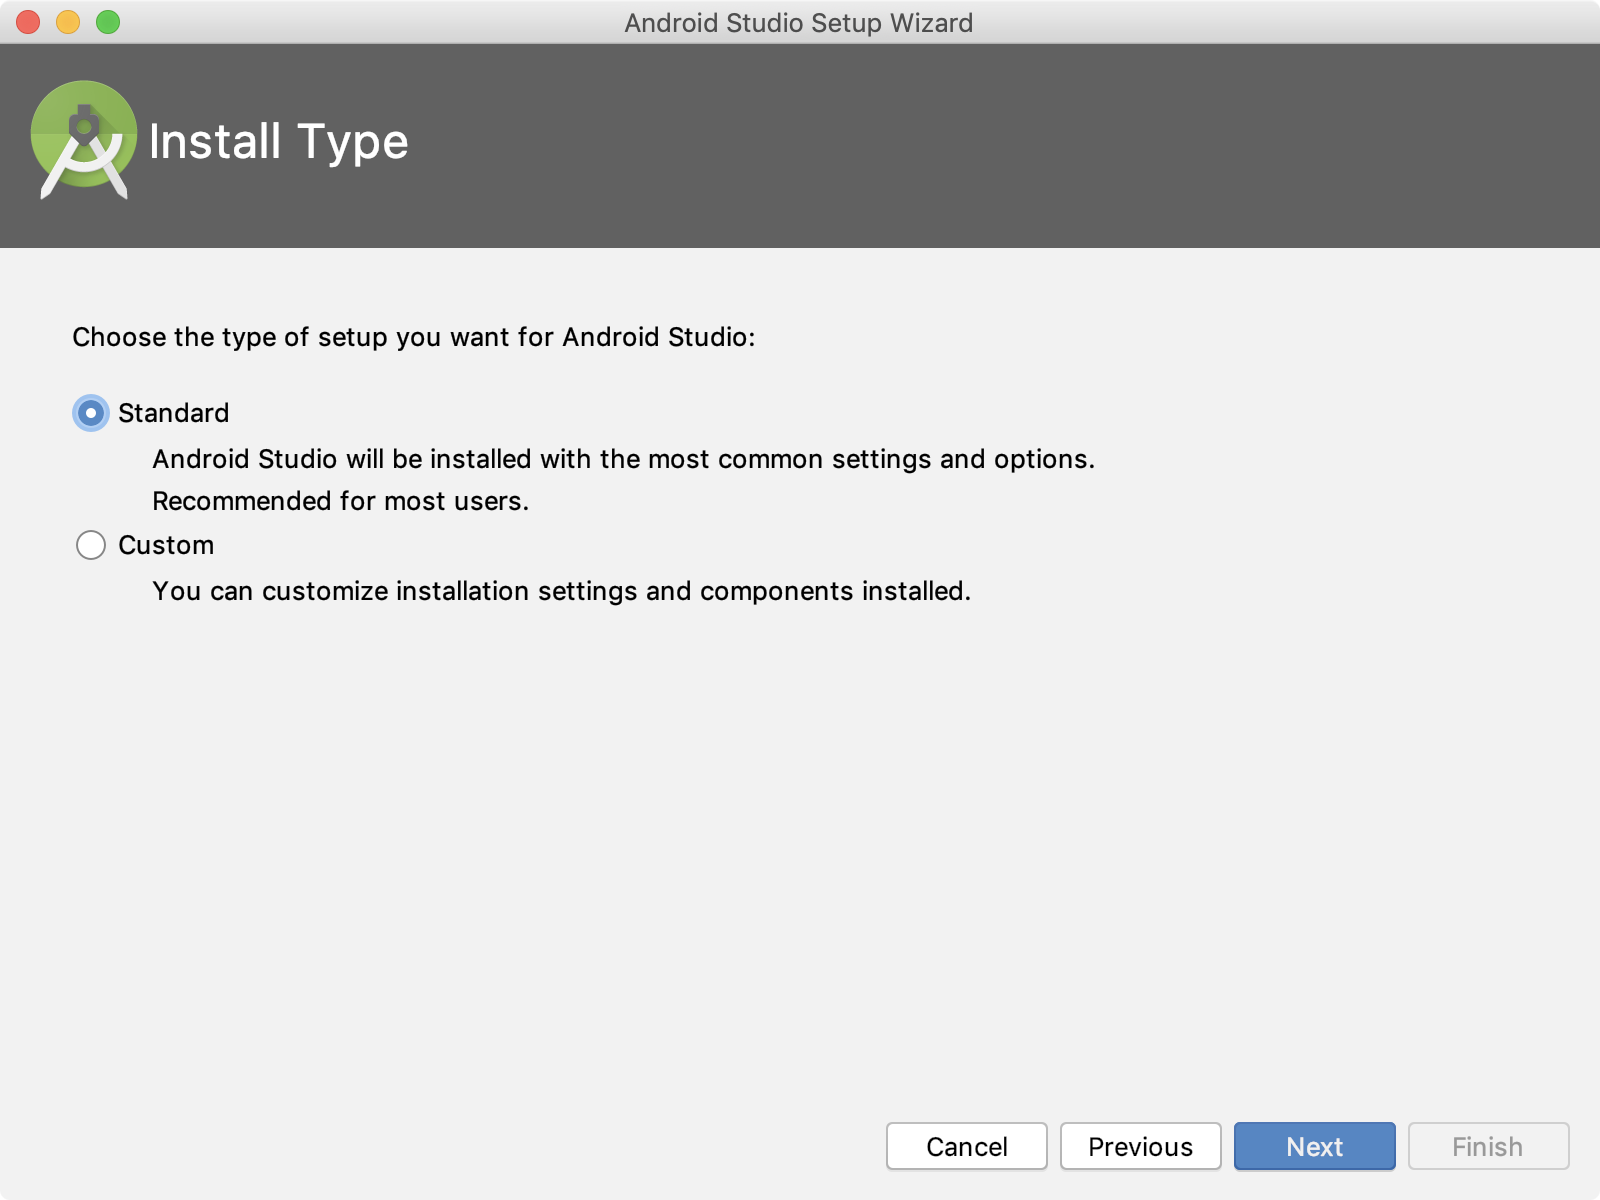 Android Studio Setup Wizard
Install Type
Choose the type of setup you want for Android Studio:
Standard
Android Studio will be installed with the most common settings and options.
Recommended for most users.
Custom
You can customize installation settings and components installed.
Cancel
Previous
Next
Finish